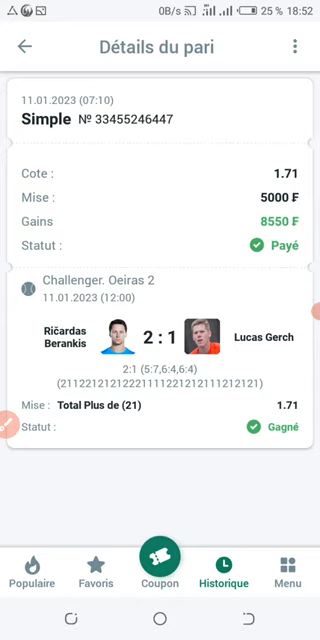 0B/s 25 % 18:52
Détails du pari
11.01.2023 (07:10)
Simple № 33455246447
Cote : 1.71
Mise : 5000 ₣
Gains 8550 ₣
Statut : Payé
Challenger. Oeiras 2
11.01.2023 (12:00)
Ričardas Berankis 2 : 1 Lucas Gerch
2:1 (5:7,6:4,6:4)
(2112212121222111122121211121 2121)
Mise : Total Plus de (21) 1.71
Statut : Gagné
Populaire Favoris Coupon Historique Menu